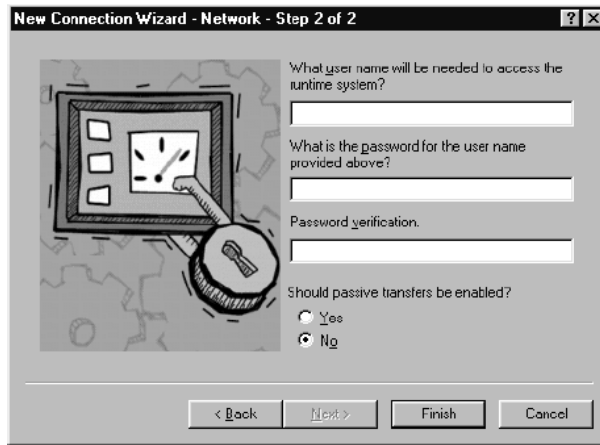 New Connection Wizard - Network - Step 2 of 2
What user name will be needed to access the
runtime system?
What is the password for the user name
provided above?
Password verification.
Should passive transfers be enabled?
Yes
No
< Back
Next >
Finish
Cancel